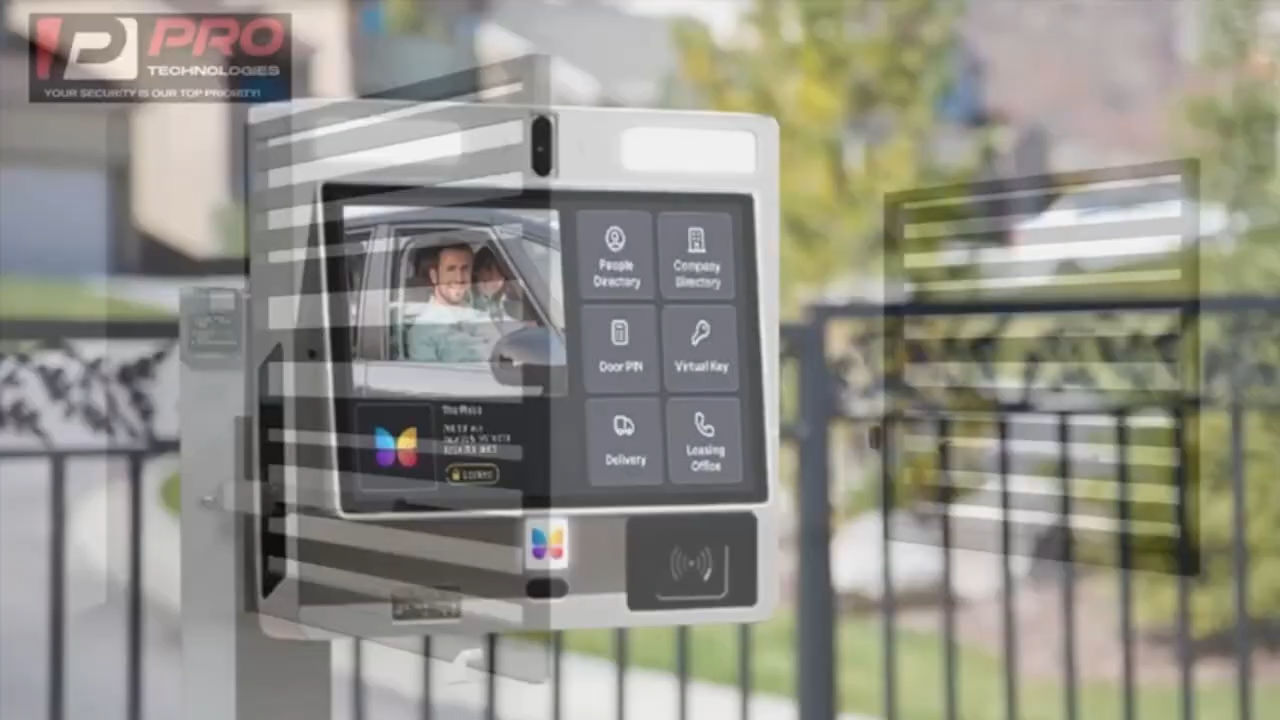 PRO
TECHNOLOGIES
YOUR SECURITY IS OUR TOP PRIORITY!
People
Directory
Company
Directory
Door PIN
Virtual Key
Delivery
Leasing
Office